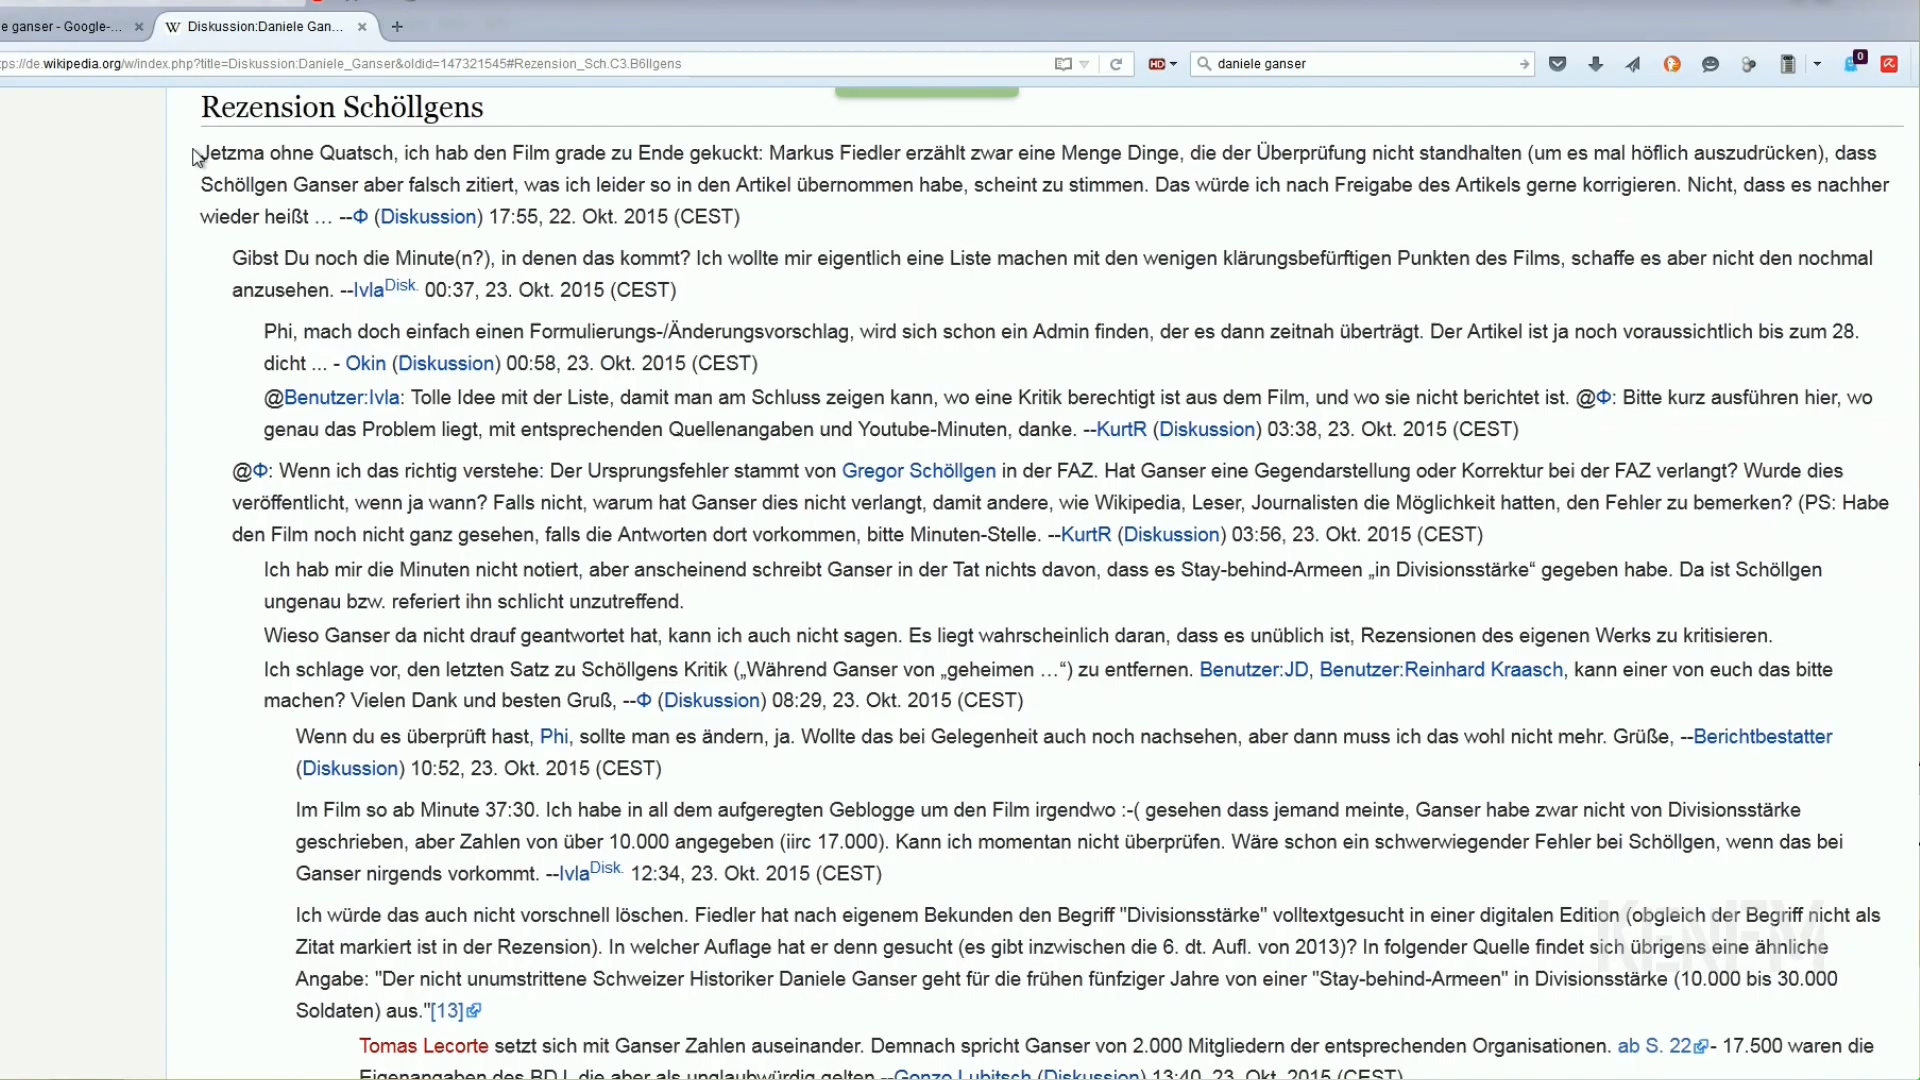 e ganser - Google-...
Diskussion:Daniele Gan...
ps://de.wikipedia.org/w/index.php?title=Diskussion:Daniele_Ganser&oldid=147321545#Rezension_Sch.C3.B6llgens
HD
daniele ganser
0
Rezension Schöllgens
Jetzma ohne Quatsch, ich hab den Film grade zu Ende gekuckt: Markus Fiedler erzählt zwar eine Menge Dinge, die der Überprüfung nicht standhalten (um es mal höflich auszudrücken), dass
Schöllgen Ganser aber falsch zitiert, was ich leider so in den Artikel übernommen habe, scheint zu stimmen. Das würde ich nach Freigabe des Artikels gerne korrigieren. Nicht, dass es nachher
wieder heißt … --Φ (Diskussion) 17:55, 22. Okt. 2015 (CEST)
Gibst Du noch die Minute(n?), in denen das kommt? Ich wollte mir eigentlich eine Liste machen mit den wenigen klärungsbefürftigen Punkten des Films, schaffe es aber nicht den nochmal
anzusehen. --IvlaDisk. 00:37, 23. Okt. 2015 (CEST)
Phi, mach doch einfach einen Formulierungs-/Änderungsvorschlag, wird sich schon ein Admin finden, der es dann zeitnah überträgt. Der Artikel ist ja noch voraussichtlich bis zum 28.
dicht ... - Okin (Diskussion) 00:58, 23. Okt. 2015 (CEST)
@Benutzer:Ivla: Tolle Idee mit der Liste, damit man am Schluss zeigen kann, wo eine Kritik berechtigt ist aus dem Film, und wo sie nicht berichtet ist. @Φ: Bitte kurz ausführen hier, wo
genau das Problem liegt, mit entsprechenden Quellenangaben und Youtube-Minuten, danke. --KurtR (Diskussion) 03:38, 23. Okt. 2015 (CEST)
@Φ: Wenn ich das richtig verstehe: Der Ursprungsfehler stammt von Gregor Schöllgen in der FAZ. Hat Ganser eine Gegendarstellung oder Korrektur bei der FAZ verlangt? Wurde dies
veröffentlicht, wenn ja wann? Falls nicht, warum hat Ganser dies nicht verlangt, damit andere, wie Wikipedia, Leser, Journalisten die Möglichkeit hatten, den Fehler zu bemerken? (PS: Habe
den Film noch nicht ganz gesehen, falls die Antworten dort vorkommen, bitte Minuten-Stelle. --KurtR (Diskussion) 03:56, 23. Okt. 2015 (CEST)
Ich hab mir die Minuten nicht notiert, aber anscheinend schreibt Ganser in der Tat nichts davon, dass es Stay-behind-Armeen „in Divisionsstärke“ gegeben habe. Da ist Schöllgen
ungenau bzw. referiert ihn schlicht unzutreffend.
Wieso Ganser da nicht drauf geantwortet hat, kann ich auch nicht sagen. Es liegt wahrscheinlich daran, dass es unüblich ist, Rezensionen des eigenen Werks zu kritisieren.
Ich schlage vor, den letzten Satz zu Schöllgens Kritik („Während Ganser von „geheimen …“) zu entfernen. Benutzer:JD, Benutzer:Reinhard Kraasch, kann einer von euch das bitte
machen? Vielen Dank und besten Gruß, --Φ (Diskussion) 08:29, 23. Okt. 2015 (CEST)
Wenn du es überprüft hast, Phi, sollte man es ändern, ja. Wollte das bei Gelegenheit auch noch nachsehen, aber dann muss ich das wohl nicht mehr. Grüße, --Berichtbestatter
(Diskussion) 10:52, 23. Okt. 2015 (CEST)
Im Film so ab Minute 37:30. Ich habe in all dem aufgeregten Geblogge um den Film irgendwo :-( gesehen dass jemand meinte, Ganser habe zwar nicht von Divisionsstärke
geschrieben, aber Zahlen von über 10.000 angegeben (iirc 17.000). Kann ich momentan nicht überprüfen. Wäre schon ein schwerwiegender Fehler bei Schöllgen, wenn das bei
Ganser nirgends vorkommt. --IvlaDisk. 12:34, 23. Okt. 2015 (CEST)
Ich würde das auch nicht vorschnell löschen. Fiedler hat nach eigenem Bekunden den Begriff "Divisionsstärke" volltextgesucht in einer digitalen Edition (obgleich der Begriff nicht als
Zitat markiert ist in der Rezension). In welcher Auflage hat er denn gesucht (es gibt inzwischen die 6. dt. Aufl. von 2013)? In folgender Quelle findet sich übrigens eine ähnliche
Angabe: "Der nicht unumstrittene Schweizer Historiker Daniele Ganser geht für die frühen fünfziger Jahre von einer "Stay-behind-Armeen" in Divisionsstärke (10.000 bis 30.000
Soldaten) aus."[13]
Tomas Lecorte setzt sich mit Ganser Zahlen auseinander. Demnach spricht Ganser von 2.000 Mitgliedern der entsprechenden Organisationen. ab S. 22 - 17.500 waren die
Eigenangaben des BDJ, die aber als unglaubwürdig gelten --Gonzo Lubitsch (Diskussion) 13:40, 23. Okt. 2015 (CEST)
KENFM